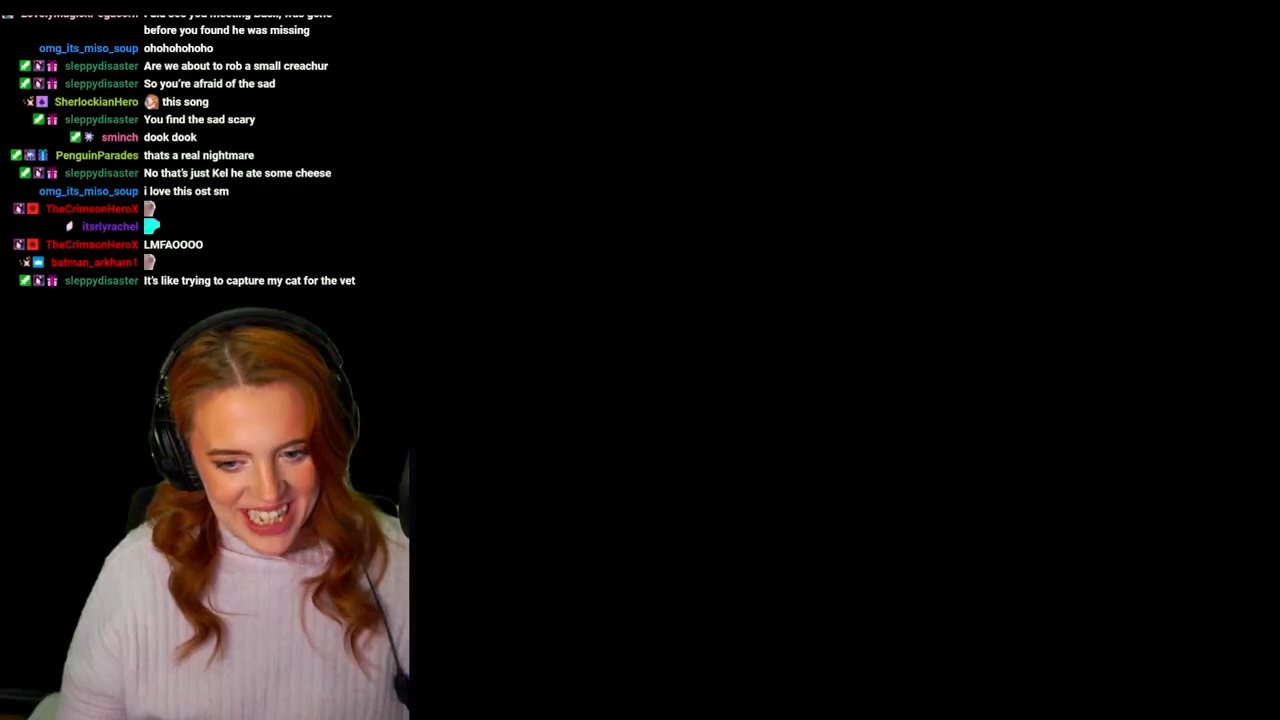 before you found he was missing
omg_its_miso_soup ohohohohoho
sleppydisaster Are we about to rob a small creachur
sleppydisaster So you're afraid of the sad
SherlockianHero this song
sleppydisaster You find the sad scary
sminch dook dook
PenguinParades thats a real nightmare
sleppydisaster No that's just Kel he ate some cheese
omg_its_miso_soup i love this ost sm
TheCrimsonHeroX
itsrlyrachel
TheCrimsonHeroX LMFAOOOO
batman_arkham1
sleppydisaster It's like trying to capture my cat for the vet